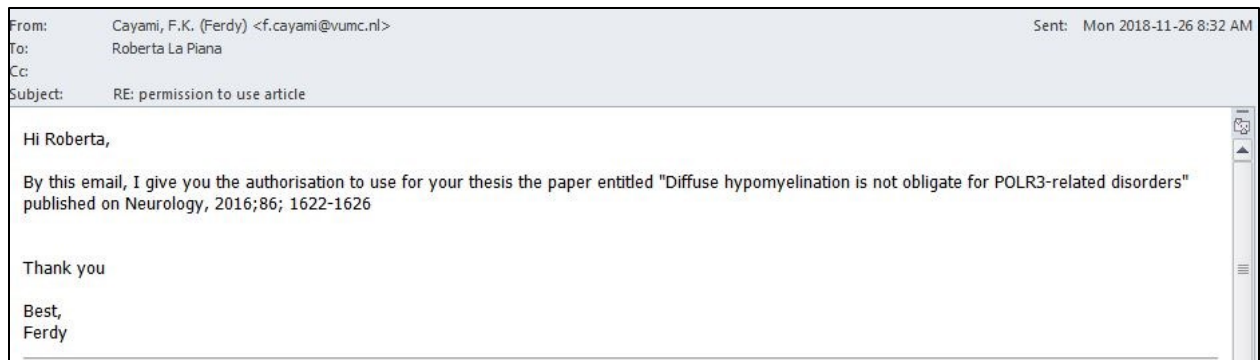 From: Cayami, F.K. (Ferdy) <f.cayami@vumc.nl> Sent: Mon 2018-11-26 8:32 AM
To: Roberta La Piana
Cc:
Subject: RE: permission to use article
Hi Roberta,
By this email, I give you the authorisation to use for your thesis the paper entitled "Diffuse hypomyelination is not obligate for POLR3-related disorders"
published on Neurology, 2016;86; 1622-1626
Thank you
Best,
Ferdy